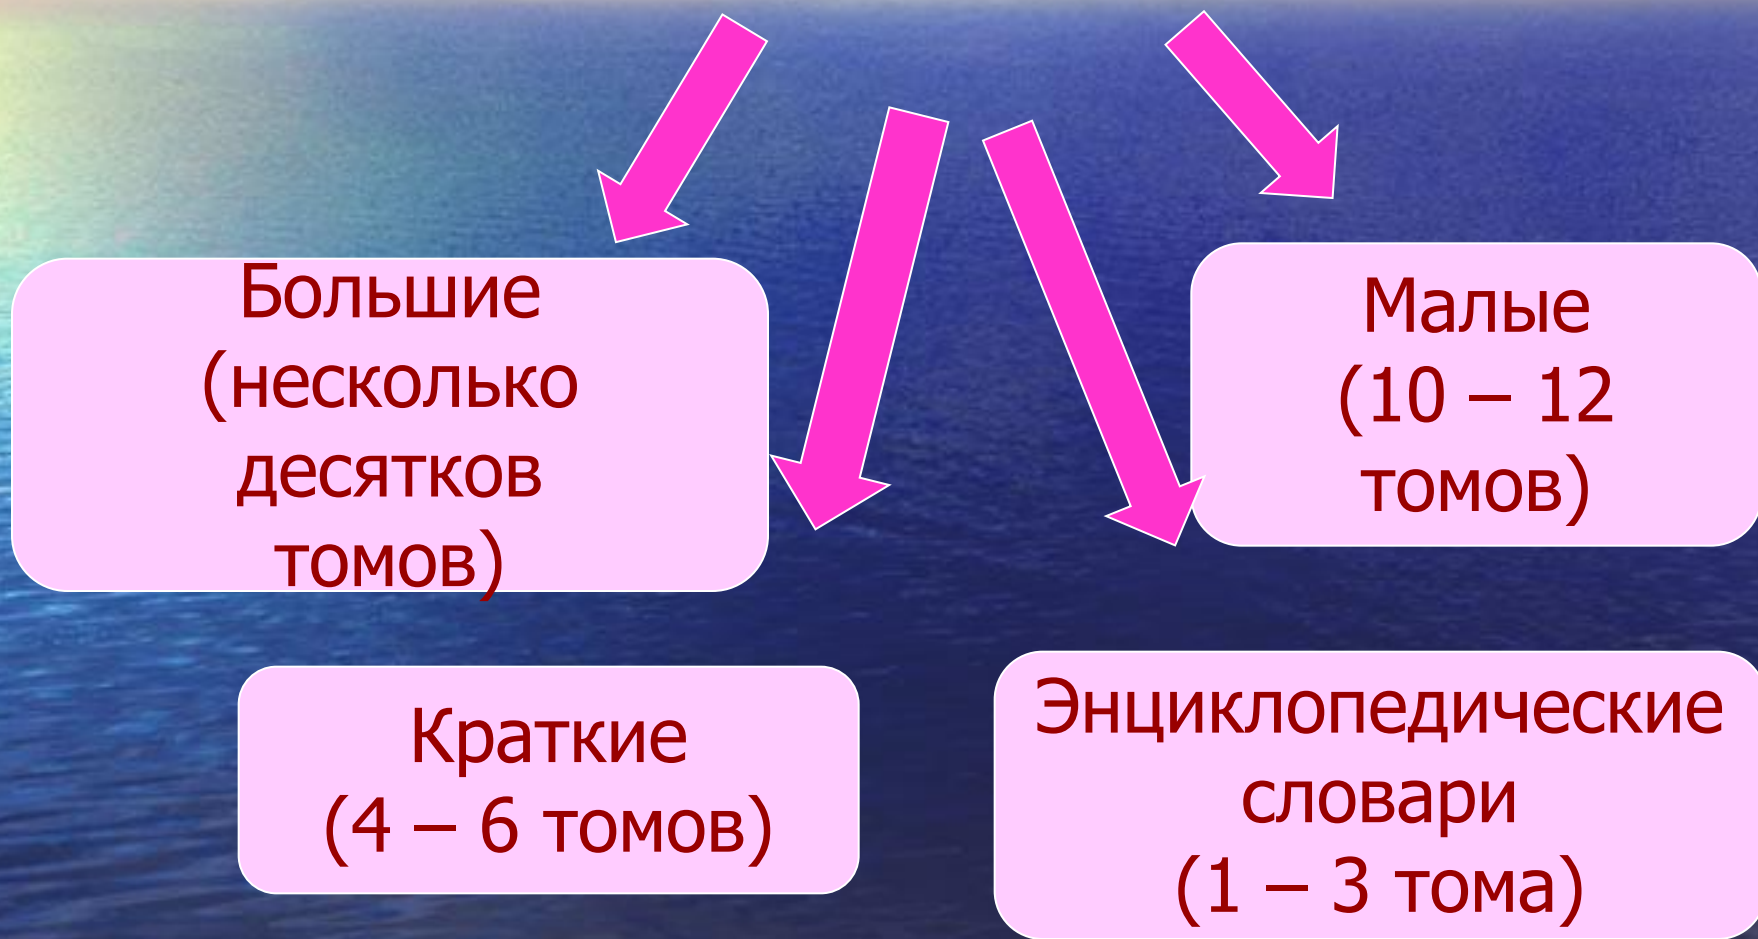 Большие
(несколько
десятков
томов)
Малые
(10 – 12
томов)
Краткие
(4 – 6 томов)
Энциклопедические
словари
(1 – 3 тома)